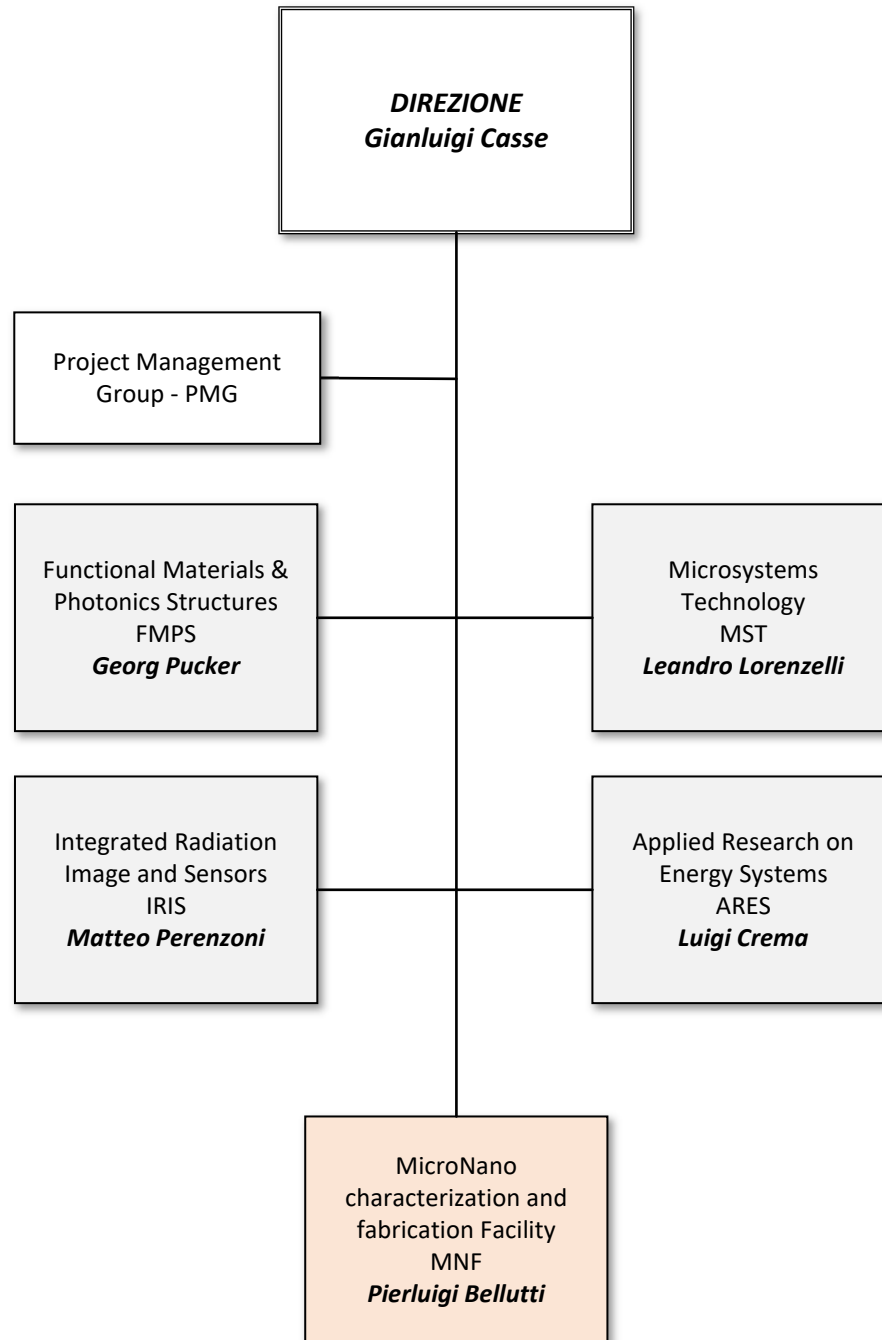 DIREZIONE
Gianluigi Casse
Project Management
Group - PMG
Functional Materials &
Photonics Structures
FMPS
Georg Pucker
Microsystems
Technology
MST
Leandro Lorenzelli
Integrated Radiation
Image and Sensors
IRIS
Matteo Perenzoni
Applied Research on
Energy Systems
ARES
Luigi Crema
MicroNano
characterization and
fabrication Facility
MNF
Pierluigi Bellutti